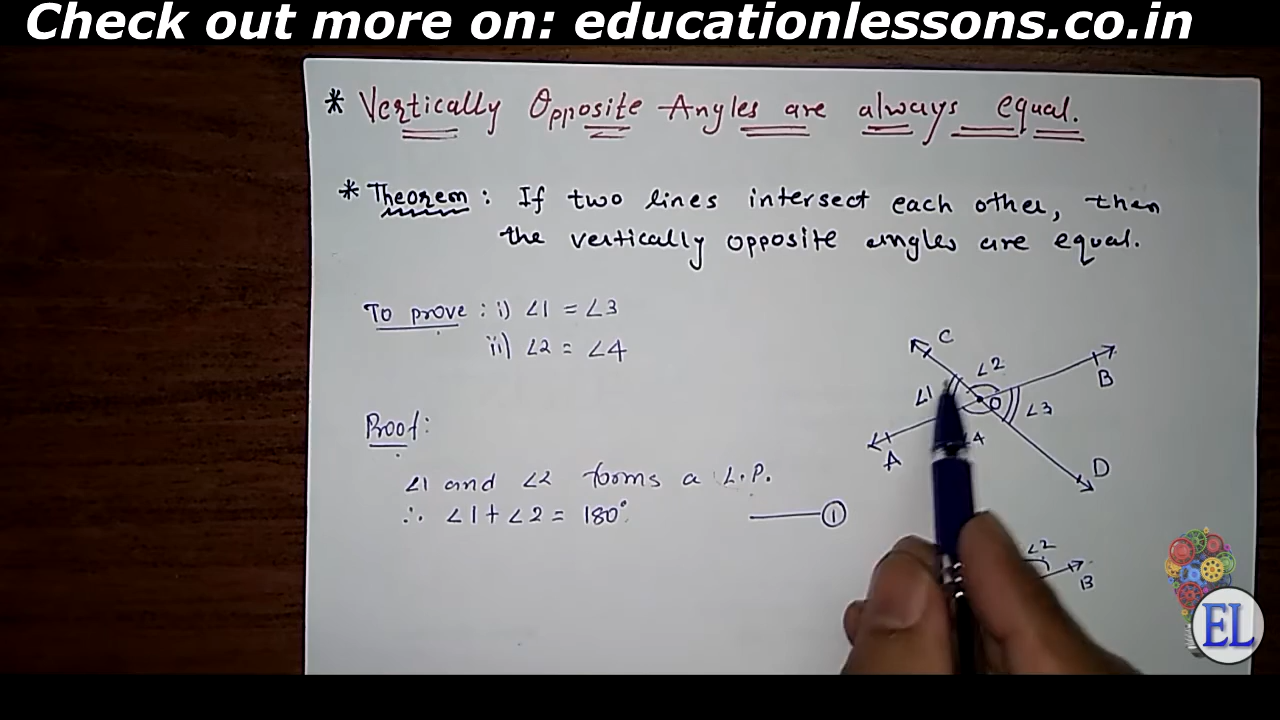 Check out more on: educationlessons.co.in
* Vertically Opposite Angles are always equal.
* Theorem : If two lines intersect each other, then
the vertically opposite angles are equal.
To prove : i) ∠1 = ∠3
ii) ∠2 = ∠4
Proof:
∠1 and ∠2 forms a L.P.
∴ ∠1 + ∠2 = 180° —— ①
C
∠2
B
∠1
O
∠3
A
∠4
D
∠2
B
EL